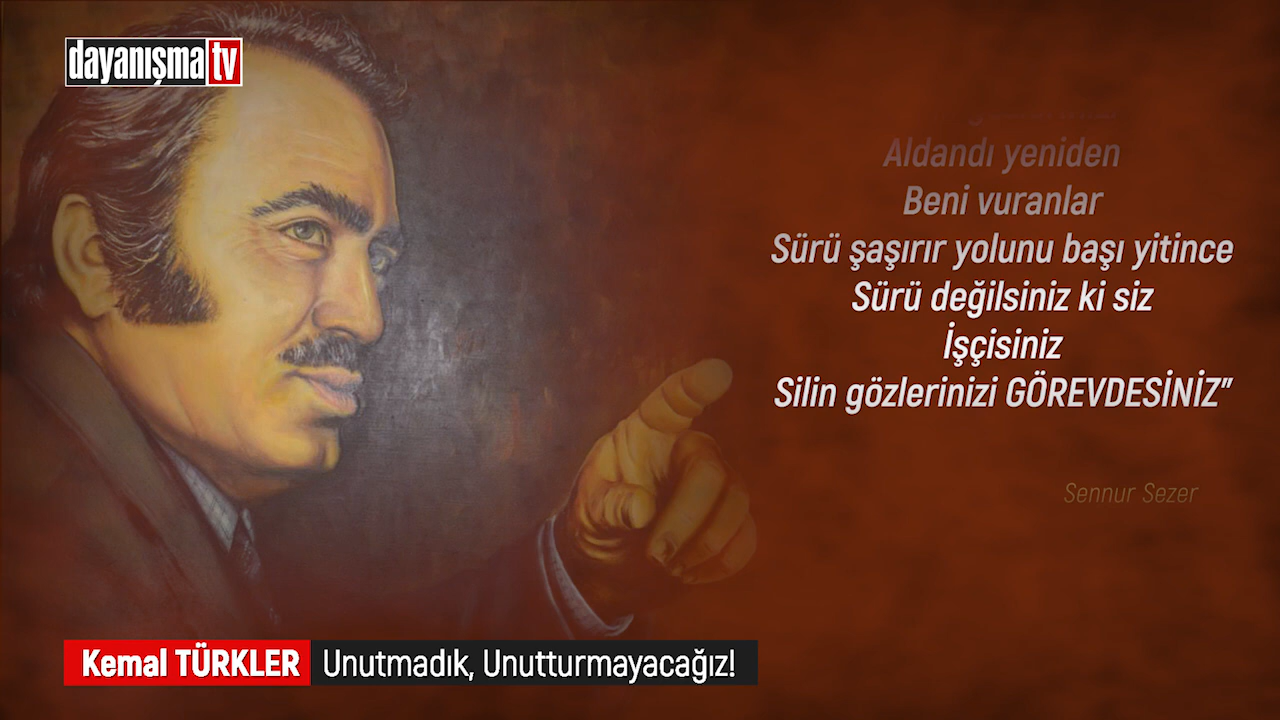 dayanışma tv
Aldandı yeniden
Beni vuranlar
Sürü şaşırır yolunu başı yitince
Sürü değilsiniz ki siz
İşçisiniz
Silin gözlerinizi GÖREVDESİNİZ”
Sennur Sezer
Kemal TÜRKLER Unutmadık, Unutturmayacağız!